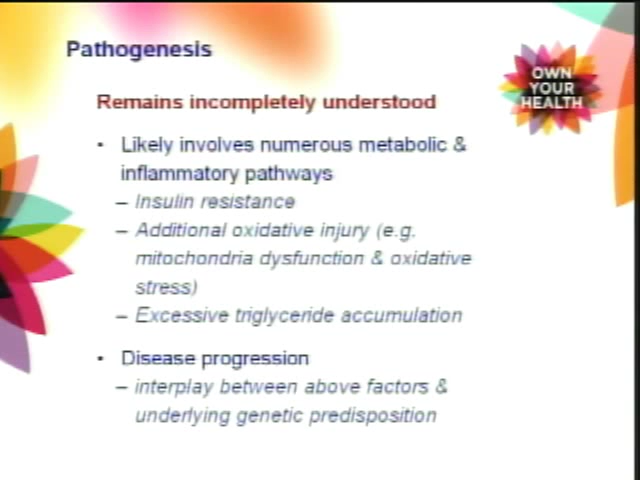 Pathogenesis
OWN
YOUR
HEALTH
Remains incompletely understood
• Likely involves numerous metabolic &
inflammatory pathways
– Insulin resistance
– Additional oxidative injury (e.g.
mitochondria dysfunction & oxidative
stress)
– Excessive triglyceride accumulation
• Disease progression
– interplay between above factors &
underlying genetic predisposition